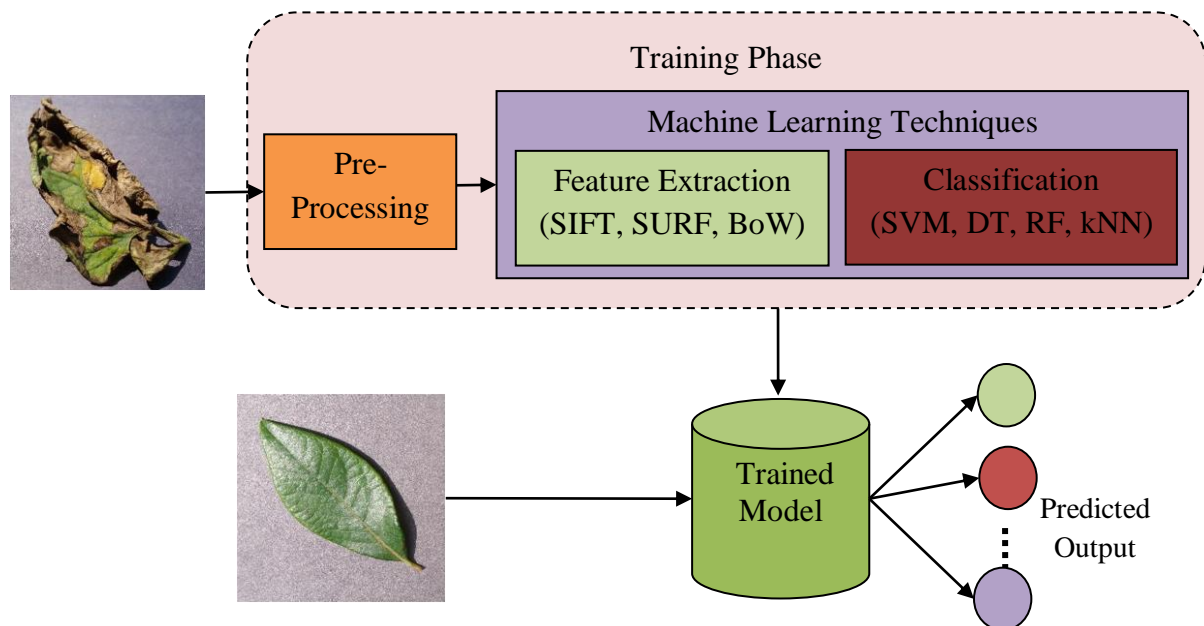 Training Phase
Machine Learning Techniques
Pre-
Processing
Feature Extraction
(SIFT, SURF, BoW)
Classification
(SVM, DT, RF, kNN)
Trained
Model
Predicted
Output